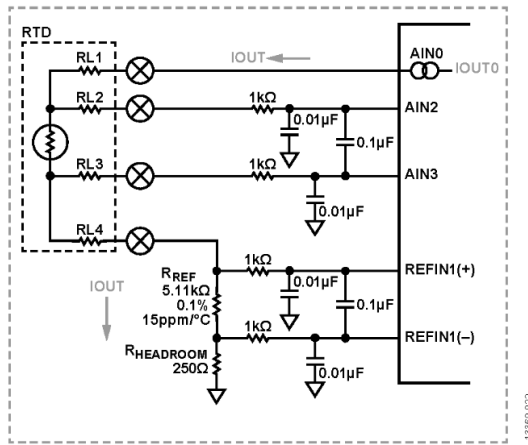 RTD
RL1
IOUT
AIN0
IOUT0
RL2
1kΩ
0.01µF
AIN2
0.1µF
RL3
1kΩ
AIN3
0.01µF
RL4
IOUT
RREF
5.11kΩ
0.1%
15ppm/°C
1kΩ
REFIN1(+)
0.01µF
0.1µF
RHEADROOM
250Ω
1kΩ
REFIN1(–)
0.01µF